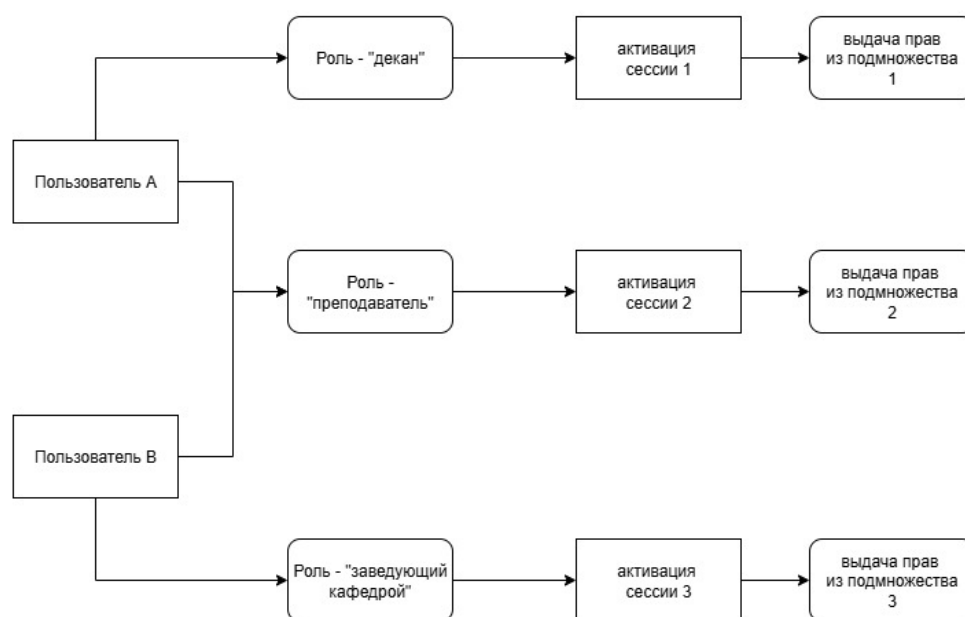 Роль - "декан"
активация
сессии 1
выдача прав
из подмножества
1
Пользователь А
Роль -
"преподаватель"
активация
сессии 2
выдача прав
из подмножества
2
Пользователь В
Роль - "заведующий
кафедрой"
активация
сессии 3
выдача прав
из подмножества
3